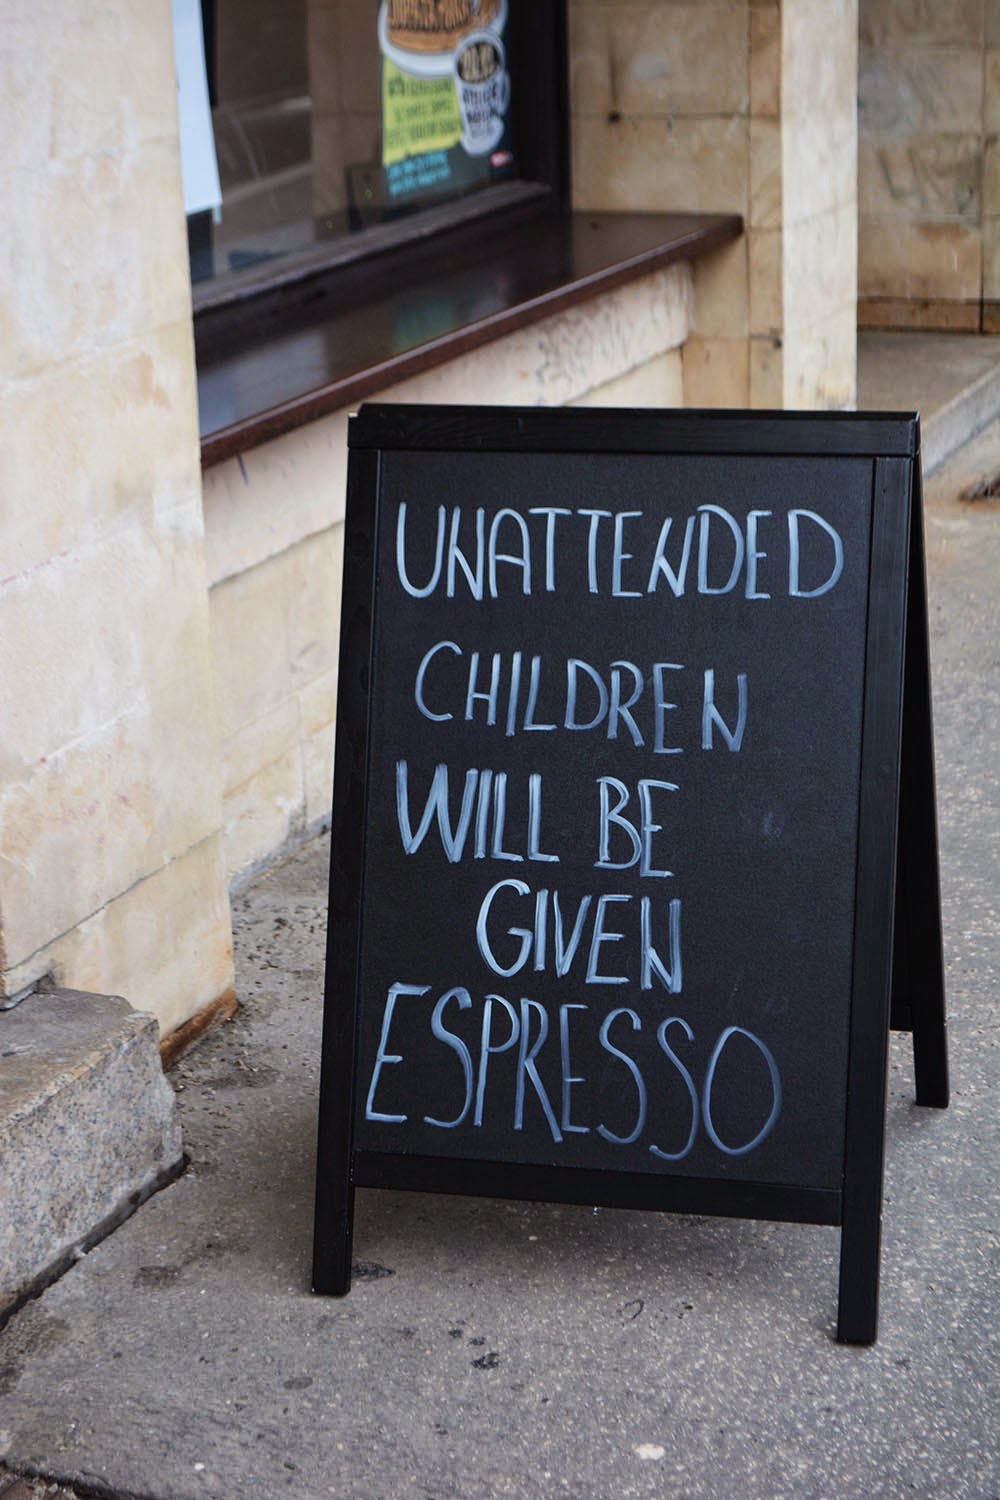 UNATTENDED
CHILDREN
WILL BE
GIVEN
ESPRESSO